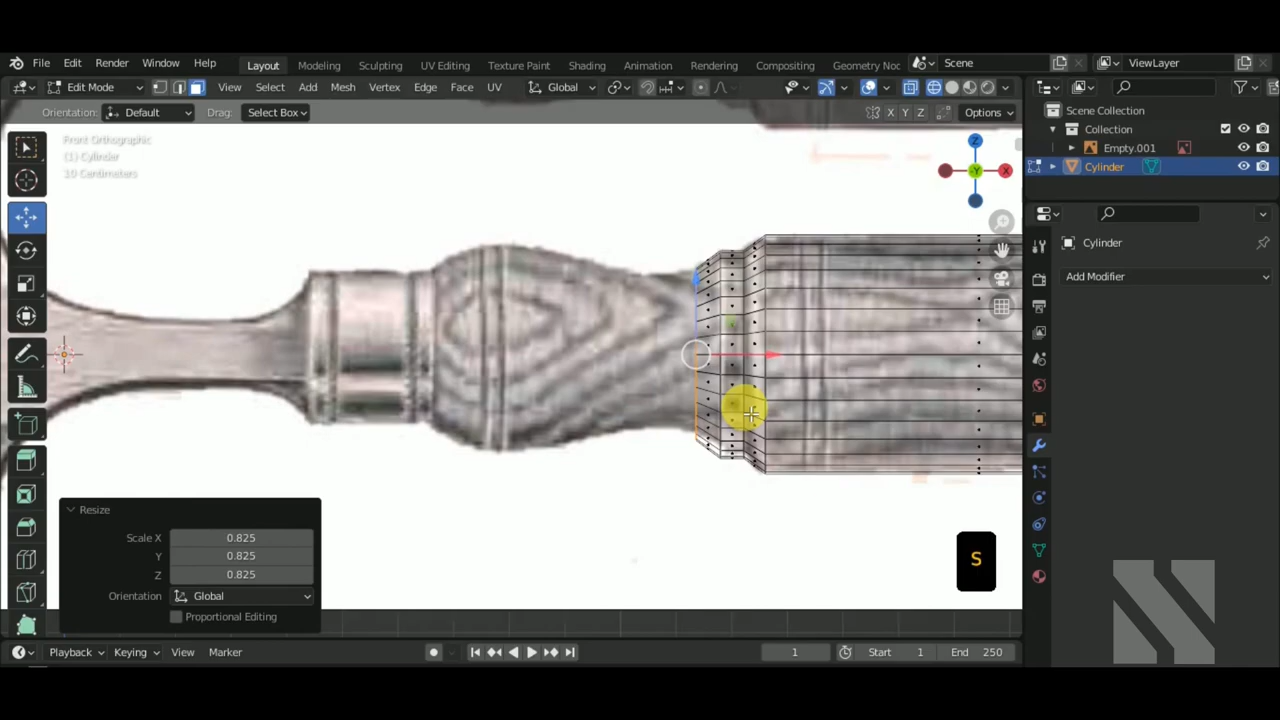 File Edit Render Window Help Layout Modeling Sculpting UV Editing Texture Paint Shading Animation Rendering Compositing Geometry Noc Scene ViewLayer
Edit Mode View Select Add Mesh Vertex Edge Face UV Global
Orientation: Default Drag: Select Box X Y Z Options
Scene Collection
Collection
Empty.001
Cylinder
Front Orthographic
(1) Cylinder
10 Centimeters
Z
X
Y
Cylinder
Add Modifier
Resize
Scale X 0.825
Y 0.825
Z 0.825
Orientation Global
Proportional Editing
S
Playback Keying View Marker 1 Start 1 End 250